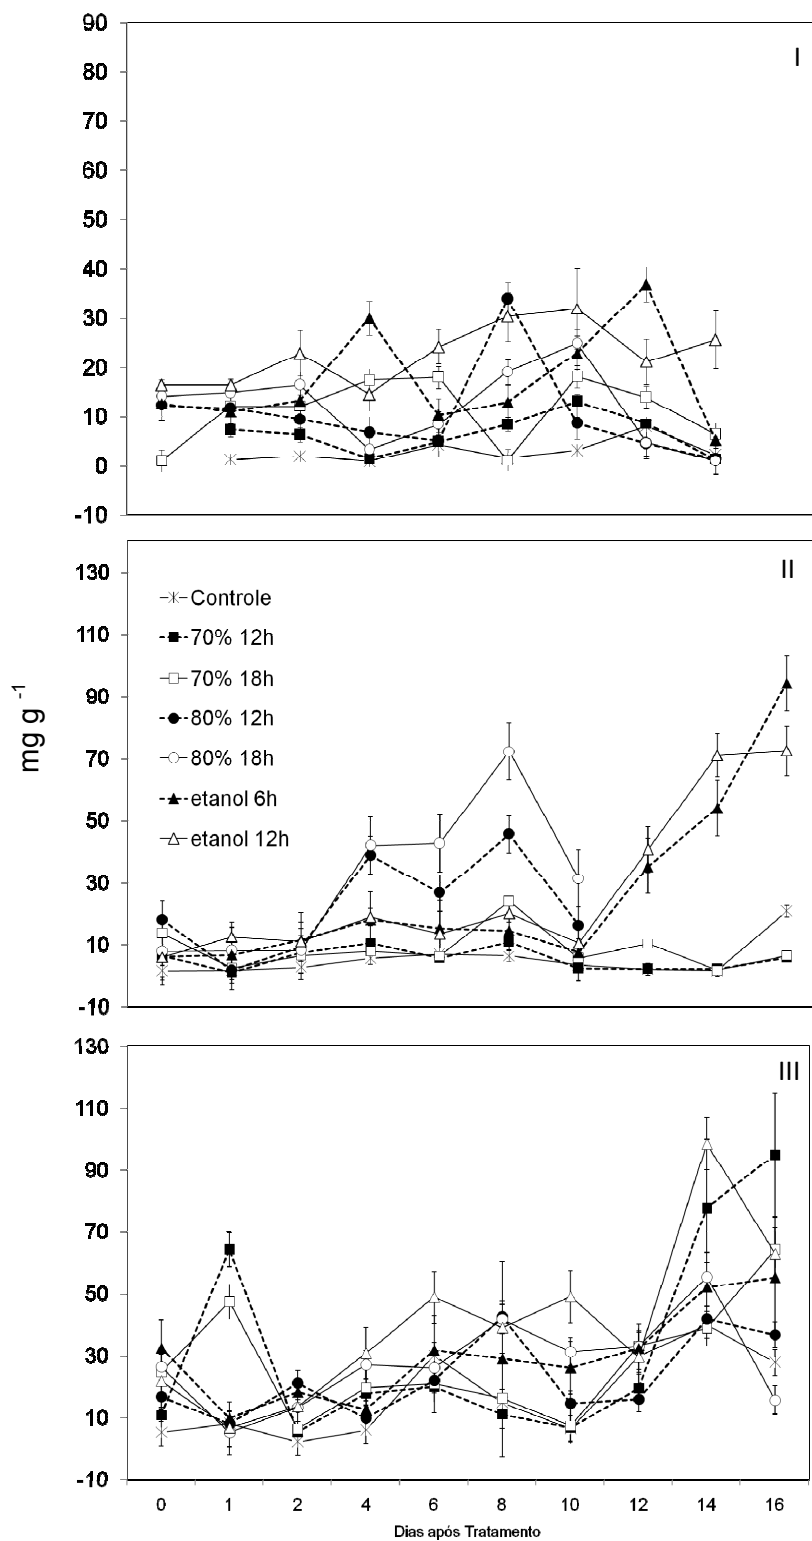 90
I
80
70
60
50
40
30
20
10
0
-10
130
II
Controle
110
70% 12h
70% 18h
90
80% 12h
mg g -1
80% 18h
70
etanol 6h
etanol 12h
50
30
10
-10
130
III
110
90
70
50
30
10
-10
0 1 2 4 6 8 10 12 14 16
Dias após Tratamento